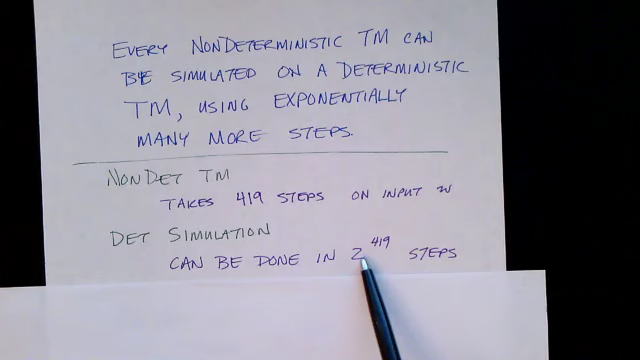 EVERY NONDETERMINISTIC TM CAN
BE SIMULATED ON A DETERMINISTIC
TM, USING EXPONENTIALLY
MANY MORE STEPS.
NONDET TM
TAKES 419 STEPS ON INPUT w
DET SIMULATION
CAN BE DONE IN 2^419 STEPS